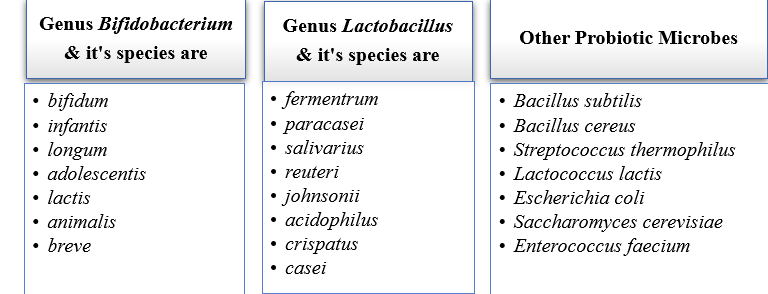 Genus Bifidobacterium
& it's species are
• bifidum
• infantis
• longum
• adolescentis
• lactis
• animalis
• breve
Genus Lactobacillus
& it's species are
• fermentrum
• paracasei
• salivarius
• reuteri
• johnsonii
• acidophilus
• crispatus
• casei
Other Probiotic Microbes
• Bacillus subtilis
• Bacillus cereus
• Streptococcus thermophilus
• Lactococcus lactis
• Escherichia coli
• Saccharomyces cerevisiae
• Enterococcus faecium